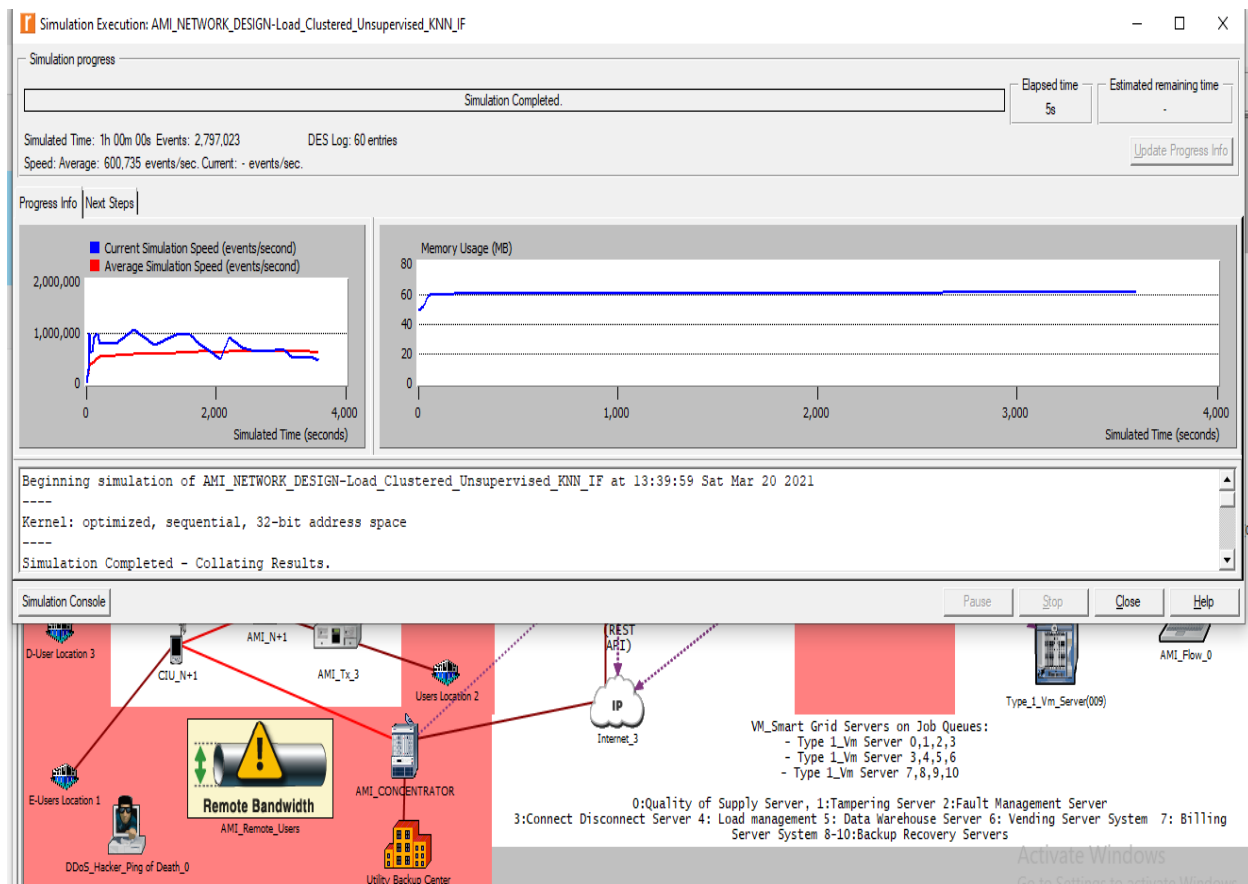 Simulation Execution: AMI_NETWORK_DESIGN-Load_Clustered_Unsupervised_KNN_IF
Simulation progress
Simulation Completed.
Elapsed time
5s
Estimated remaining time
-
Simulated Time: 1h 00m 00s Events: 2,797,023 DES Log: 60 entries
Speed: Average: 600,735 events/sec. Current: - events/sec.
Update Progress Info
Progress Info
Next Steps
Current Simulation Speed (events/second)
Average Simulation Speed (events/second)
2,000,000
1,000,000
0
0
2,000
4,000
Simulated Time (seconds)
Memory Usage (MB)
80
60
40
20
0
0
1,000
2,000
3,000
4,000
Simulated Time (seconds)
Beginning simulation of AMI_NETWORK_DESIGN-Load_Clustered_Unsupervised_KNN_IF at 13:39:59 Sat Mar 20 2021
----
Kernel: optimized, sequential, 32-bit address space
----
Simulation Completed - Collating Results.
Simulation Console
Pause
Stop
Close
Help
D-User Location 3
CIU_N+1
AMI_N+1
AMI_Tx_3
Users Location 2
(REST
API)
IP
Internet_3
Type_1_Vm_Server(009)
AMI_Flow_0
VM_Smart Grid Servers on Job Queues:
- Type 1_Vm Server 0,1,2,3
- Type 1_Vm Server 3,4,5,6
- Type 1_Vm Server 7,8,9,10
E-Users Location 1
Remote Bandwidth
AMI_Remote_Users
AMI_CONCENTRATOR
0:Quality of Supply Server, 1:Tampering Server 2:Fault Management Server
3:Connect Disconnect Server 4: Load management 5: Data Warehouse Server 6: Vending Server System 7: Billing
Server System 8-10:Backup Recovery Servers
DDoS_Hacker_Ping of Death_0
Utility Backup Center
Activate Windows
Go to Settings to activate Windows